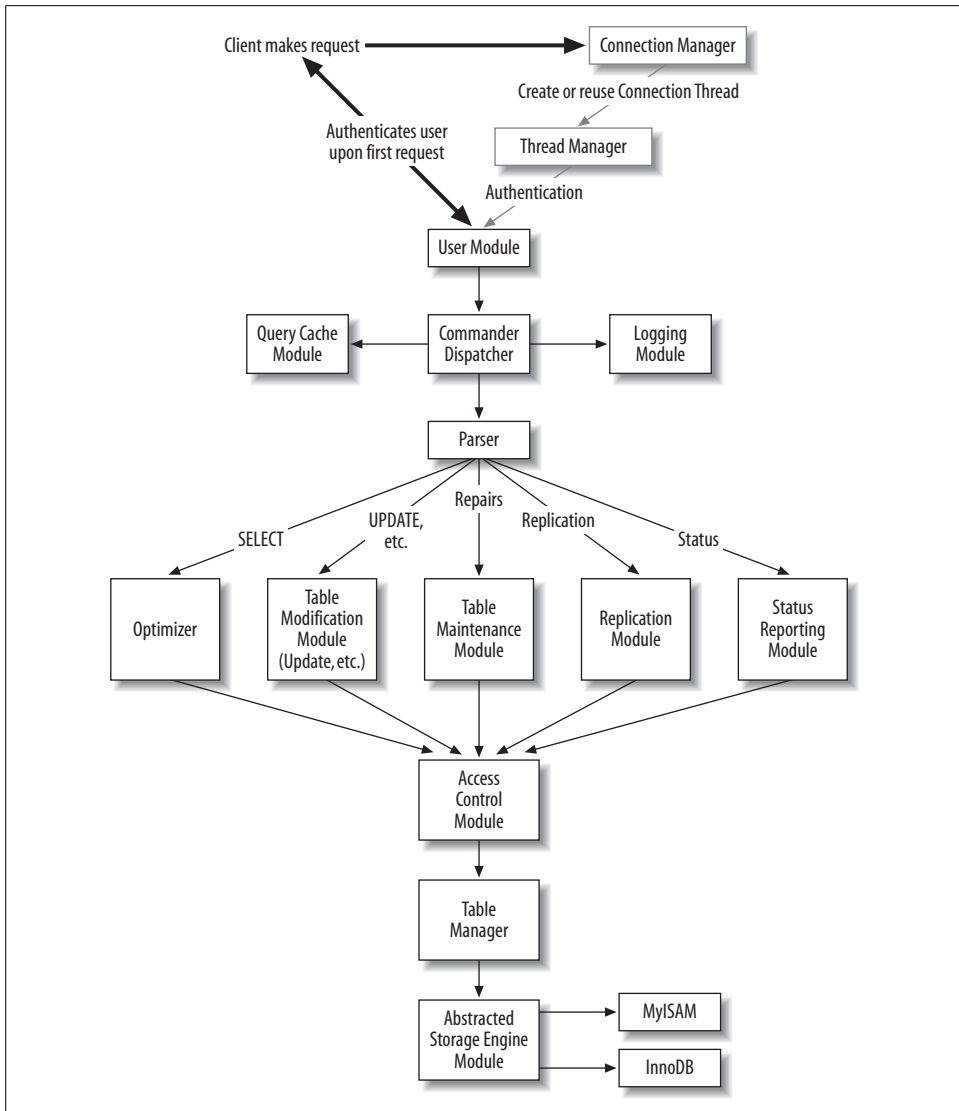 Client makes request
Connection Manager
Create or reuse Connection Thread
Authenticates user
upon first request
Thread Manager
Authentication
User Module
Query Cache
Module
Commander
Dispatcher
Logging
Module
Parser
SELECT
UPDATE,
etc.
Repairs
Replication
Status
Optimizer
Table
Modification
Module
(Update, etc.)
Table
Maintenance
Module
Replication
Module
Status
Reporting
Module
Access
Control
Module
Table
Manager
Abstracted
Storage Engine
Module
MyISAM
InnoDB